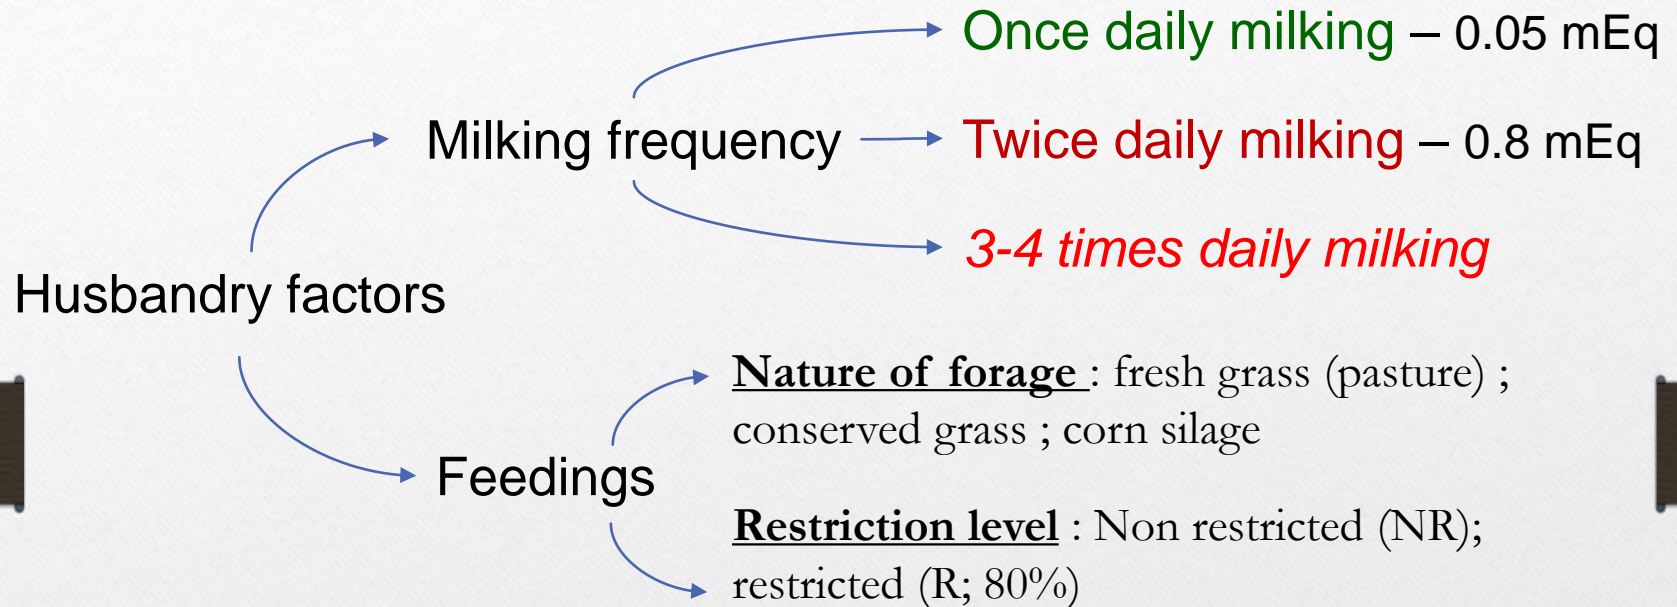 Once daily milking – 0.05 mEq
Milking frequency
Twice daily milking – 0.8 mEq
3-4 times daily milking
Husbandry factors
Nature of forage : fresh grass (pasture) ;
conserved grass ; corn silage
Feedings
Restriction level : Non restricted (NR);
restricted (R; 80%)